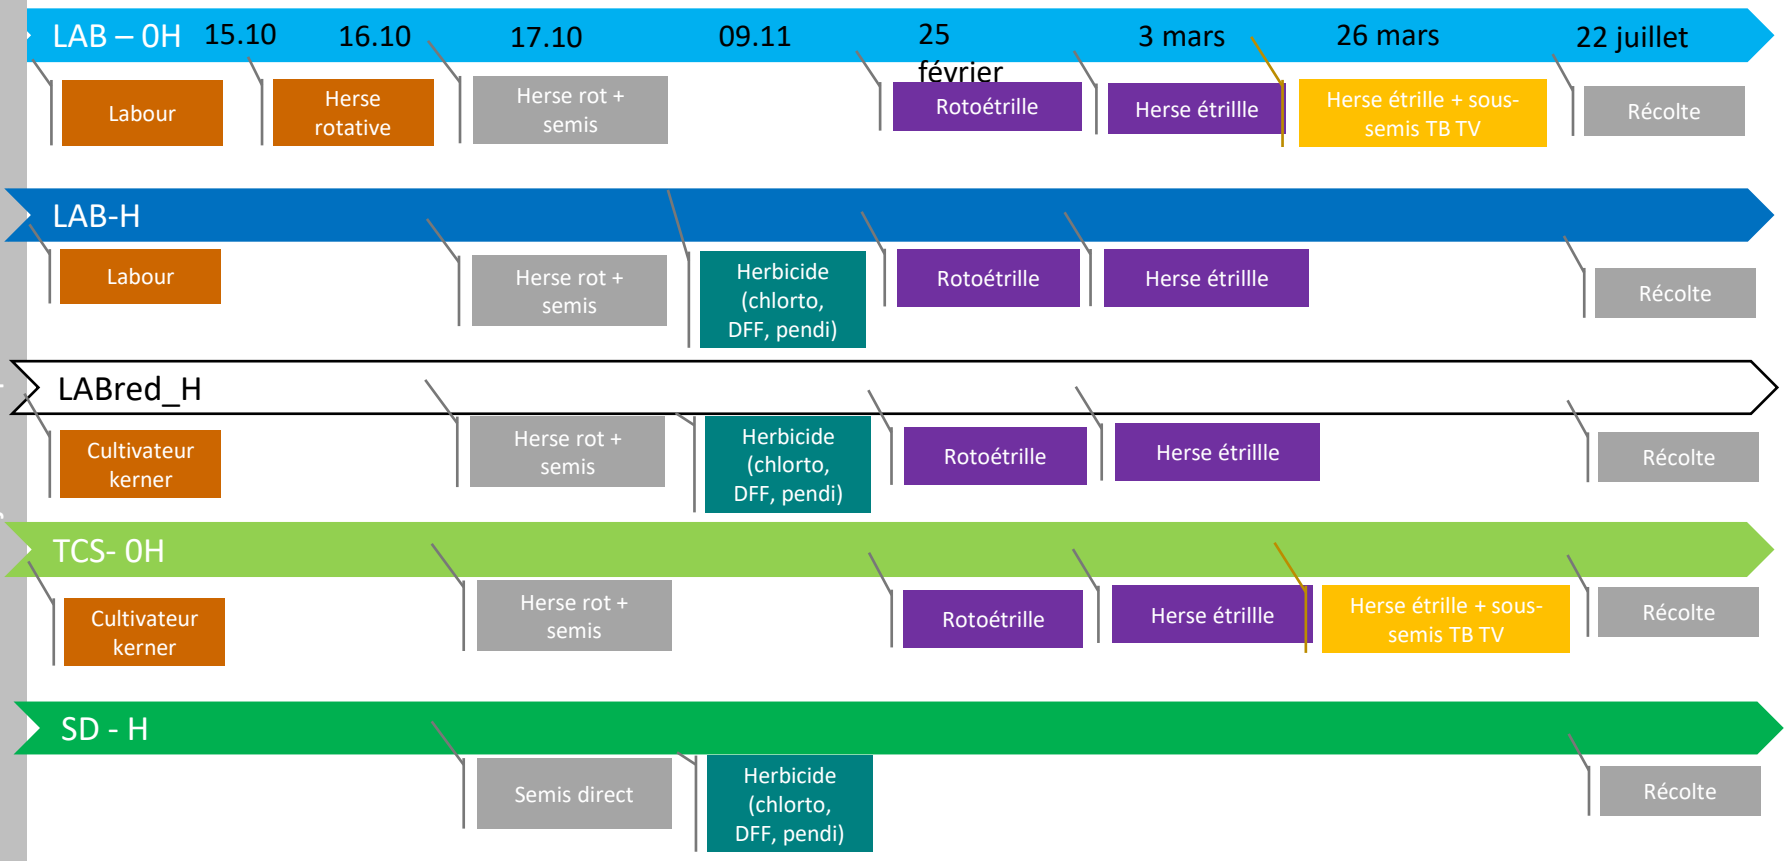 LAB – 0H 15.10 16.10 17.10 09.11 25 3 mars 26 mars 22 juillet
février
Labour
Herse
rotative
Herse rot +
semis
Rotoétrille
Herse étrillle
Herse étrille + sous-
semis TB TV
Récolte
LAB-H
Labour
Herse rot +
semis
Herbicide
(chlorto,
DFF, pendi)
Rotoétrille
Herse étrillle
Récolte
LABred_H
Cultivateur
kerner
Herse rot +
semis
Herbicide
(chlorto,
DFF, pendi)
Rotoétrille
Herse étrillle
Récolte
TCS- 0H
Cultivateur
kerner
Herse rot +
semis
Rotoétrille
Herse étrillle
Herse étrille + sous-
semis TB TV
Récolte
SD - H
Semis direct
Herbicide
(chlorto,
DFF, pendi)
Récolte